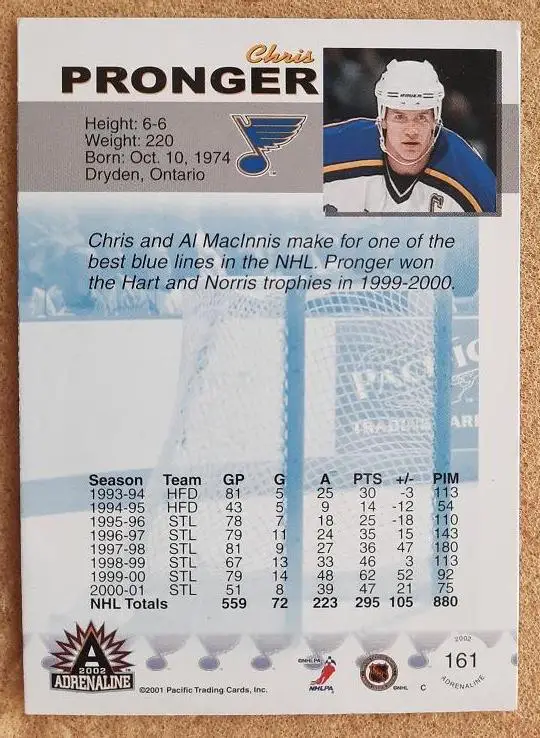 Chris
PRONGER
Height: 6-6
Weight: 220
Born: Oct. 10, 1974
Dryden, Ontario
Chris and Al MacInnis make for one of the
best blue lines in the NHL. Pronger won
the Hart and Norris trophies in 1999-2000.
PACIFIC
TRADING CAR
Season Team GP G A PTS +/- PIM
1993-94 HFD 81 5 25 30 -3 113
1994-95 HFD 43 5 9 14 -12 54
1995-96 STL 78 7 18 25 -18 110
1996-97 STL 79 11 24 35 15 143
1997-98 STL 81 9 27 36 47 180
1998-99 STL 67 13 33 46 3 113
1999-00 STL 79 14 48 62 52 92
2000-01 STL 51 8 39 47 21 75
NHL Totals 559 72 223 295 105 880
A
2002
ADRENALINE
©2001 Pacific Trading Cards, Inc.
©NHLPA
NHLPA
NHL
©NHL
C
2002
161
ADRENALINE